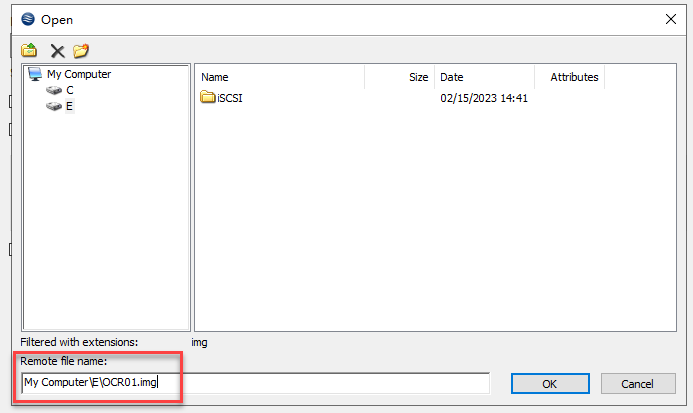 Open
My Computer
C
E
Name Size Date Attributes
iSCSI 02/15/2023 14:41
Filtered with extensions: img
Remote file name:
My Computer\E\OCR01.img
OK Cancel